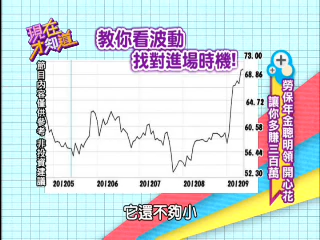 現在才知道
教你看波動
找對進場時機!
節目內容僅供參考 非投資建議
勞保年金聰明領 開心花
讓你多賺三百萬
73.00
68.86
64.72
60.58
56.44
52.30
201205
201206
201207
201208
201209
它還不夠小